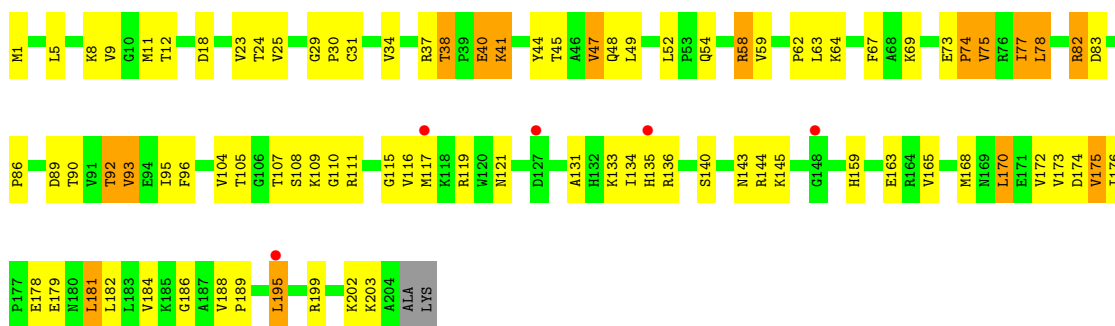 M1 L5 K8 V9 G10 M11 T12 D18 V23 T24 V25 G29 P30 C31 V34 R37 T38 P39 E40 K41 Y44 T45 A46 V47 Q48 L49 L52 P53 Q54 R58 V59 P62 L63 K64 F67 A68 K69 E73 P74 V75 R76 I77 L78 R82 D83
P86 D89 T90 V91 T92 V93 E94 I95 F96 V104 T105 G106 T107 S108 K109 G110 R111 G115 V116 M117 K118 R119 W120 N121 D127 A131 H132 K133 I134 H135 R136 S140 N143 R144 K145 G148 H159 E163 R164 V165 M168 N169 L170 E171 V172 V173 D174 V175 I176
P177 E178 E179 N180 L181 L182 L183 V184 K185 G186 A187 V188 P189 L195 R199 K202 K203 A204 ALA LYS